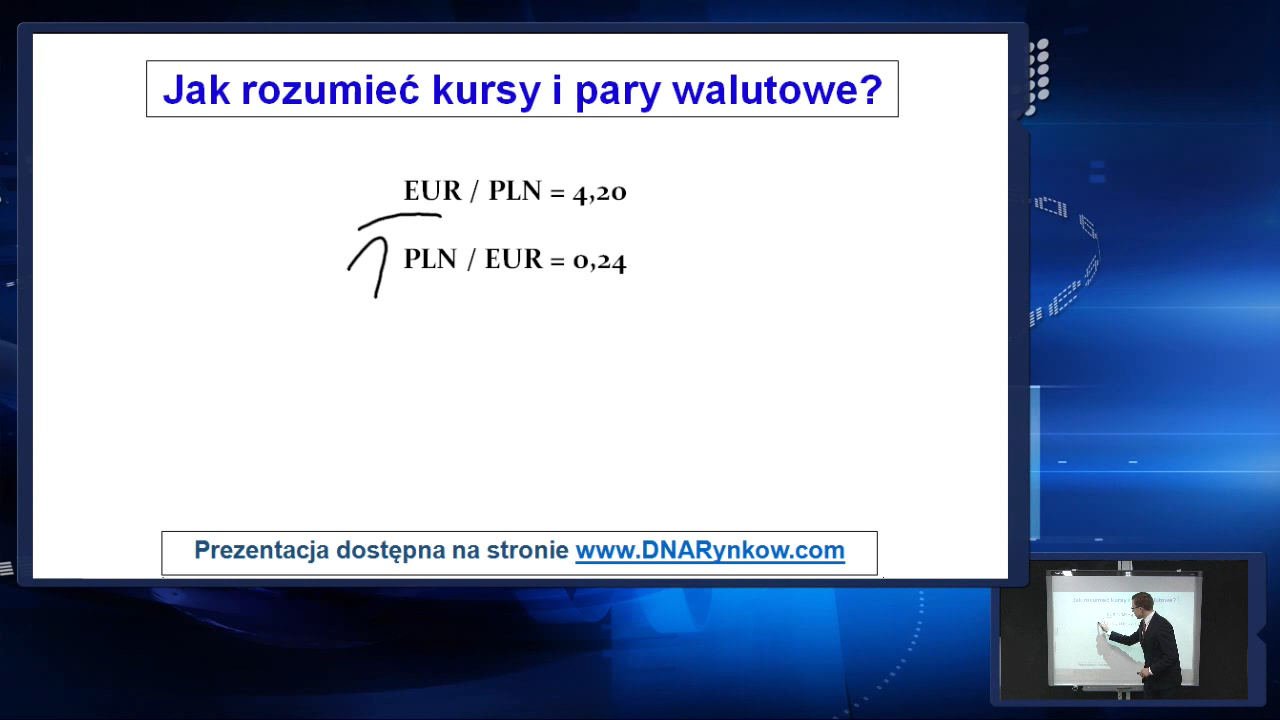 Jak rozumieć kursy i pary walutowe?
EUR / PLN = 4,20
1 PLN / EUR = 0,24
Prezentacja dostępna na stronie www.DNARynkow.com